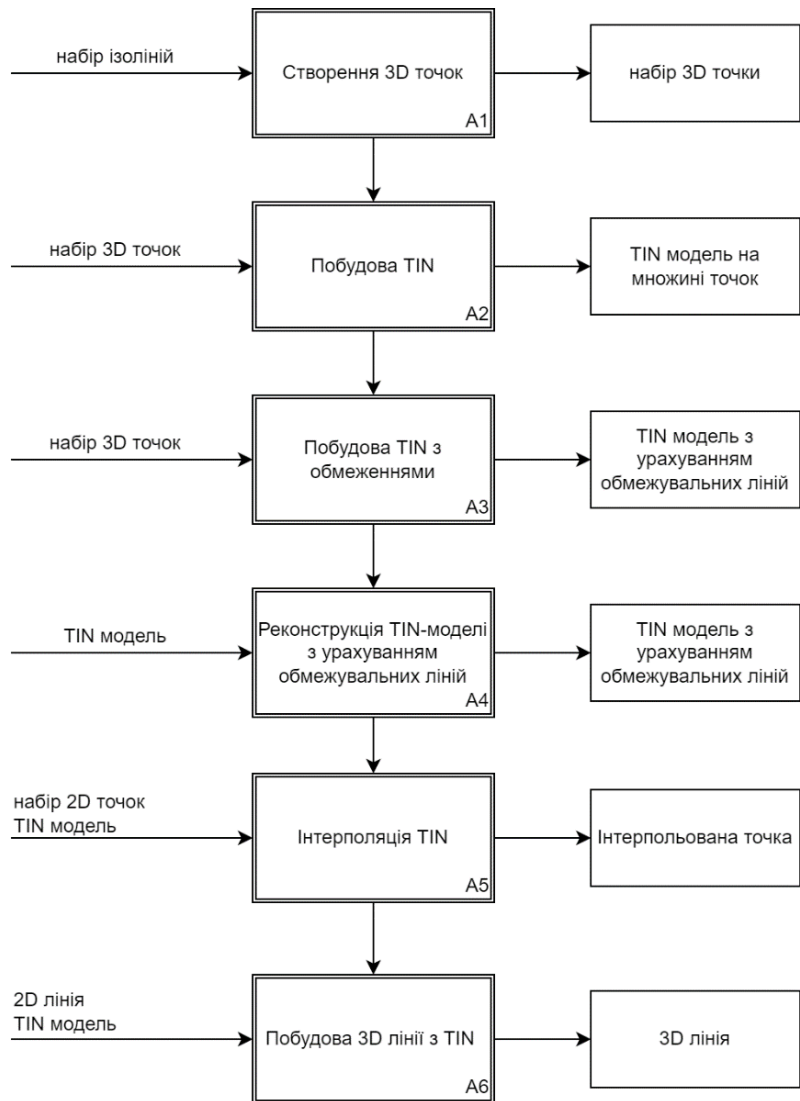 набір ізоліній
Створення 3D точок
A1
набір 3D точки
набір 3D точок
Побудова TIN
A2
TIN модель на
множині точок
набір 3D точок
Побудова TIN з
обмеженнями
A3
TIN модель з
урахуванням
обмежувальних ліній
TIN модель
Реконструкція TIN-моделі
з урахуванням
обмежувальних ліній
A4
TIN модель з
урахуванням
обмежувальних ліній
набір 2D точок
TIN модель
Інтерполяція TIN
A5
Інтерпольована точка
2D лінія
TIN модель
Побудова 3D лінії з TIN
A6
3D лінія